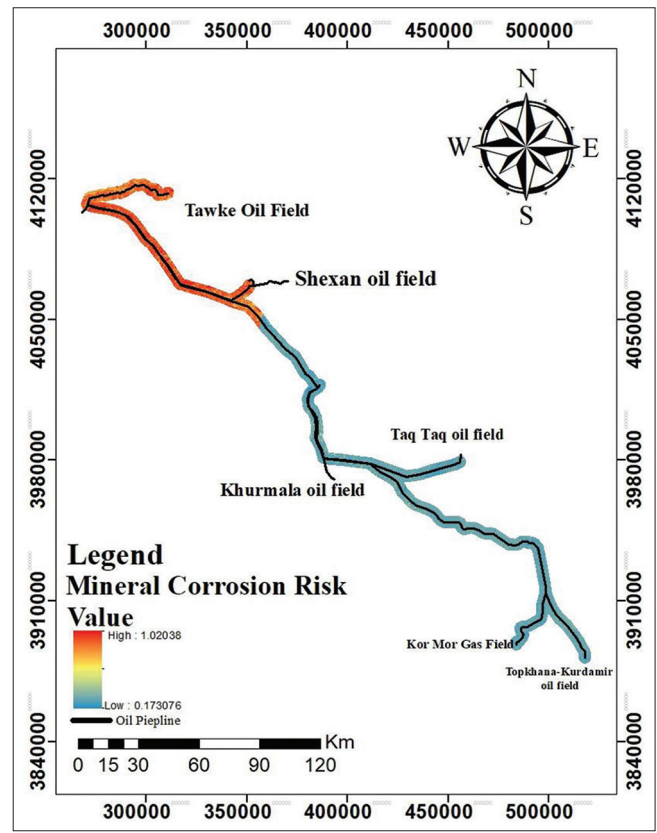 300000 350000 400000 450000 500000
N
W E
S
4120000 4120000
Tawke Oil Field
Shexan oil field
4050000 4050000
Taq Taq oil field
3980000 3980000
Khurmala oil field
Legend
Mineral Corrosion Risk
Value
High : 1.02038
3910000 3910000
Kor Mor Gas Field
Topkhana-Kurdamir
oil field
Low : 0.173076
Oil Piepline
Km
0 15 30 60 90 120
3840000 3840000
300000 350000 400000 450000 500000